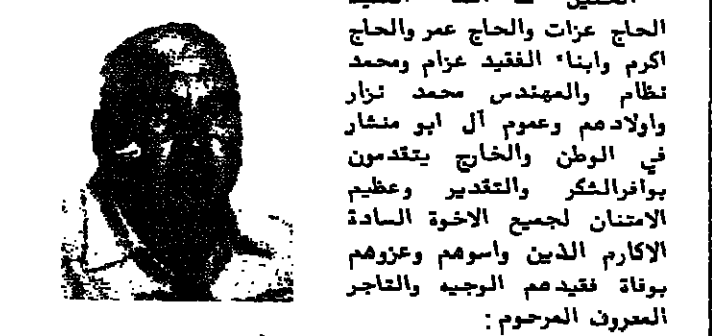 الحاج عزات والحاج عمر والحاج
اكرم وابناء الفقيد عزام ومحمد
نظام والمهندس محمد نزار
واولادهم وعموم آل ابو منشار
في الوطن والخارج يتقدمون
بوافرالشكر والتقدير وعظيم
الامتنان لجميع الاخوة السادة
الاكارم الذين واسوهم وعزوهم
بوفاة فقيدهم الوجيه والتاجر
المعروف المرحوم :